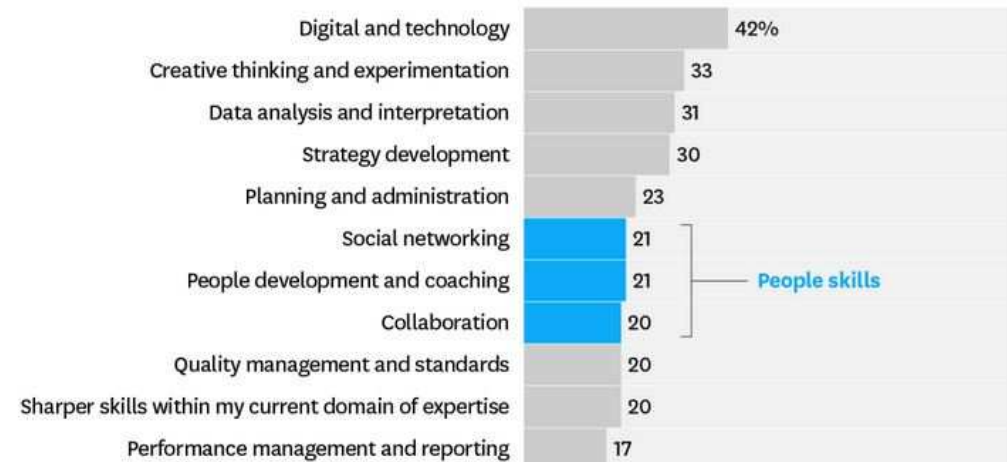 Digital and technology 42%
Creative thinking and experimentation 33
Data analysis and interpretation 31
Strategy development 30
Planning and administration 23
Social networking 21
People development and coaching 21 People skills
Collaboration 20
Quality management and standards 20
Sharper skills within my current domain of expertise 20
Performance management and reporting 17